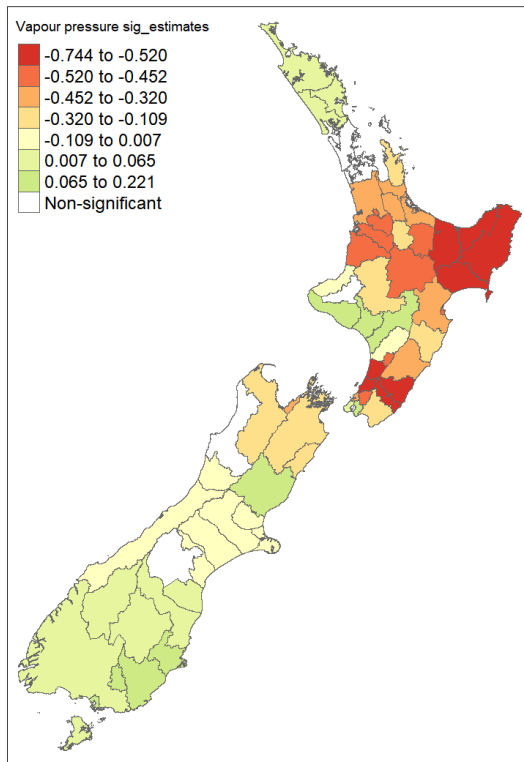 Vapour pressure sig_estimates
-0.744 to -0.520
-0.520 to -0.452
-0.452 to -0.320
-0.320 to -0.109
-0.109 to 0.007
0.007 to 0.065
0.065 to 0.221
Non-significant